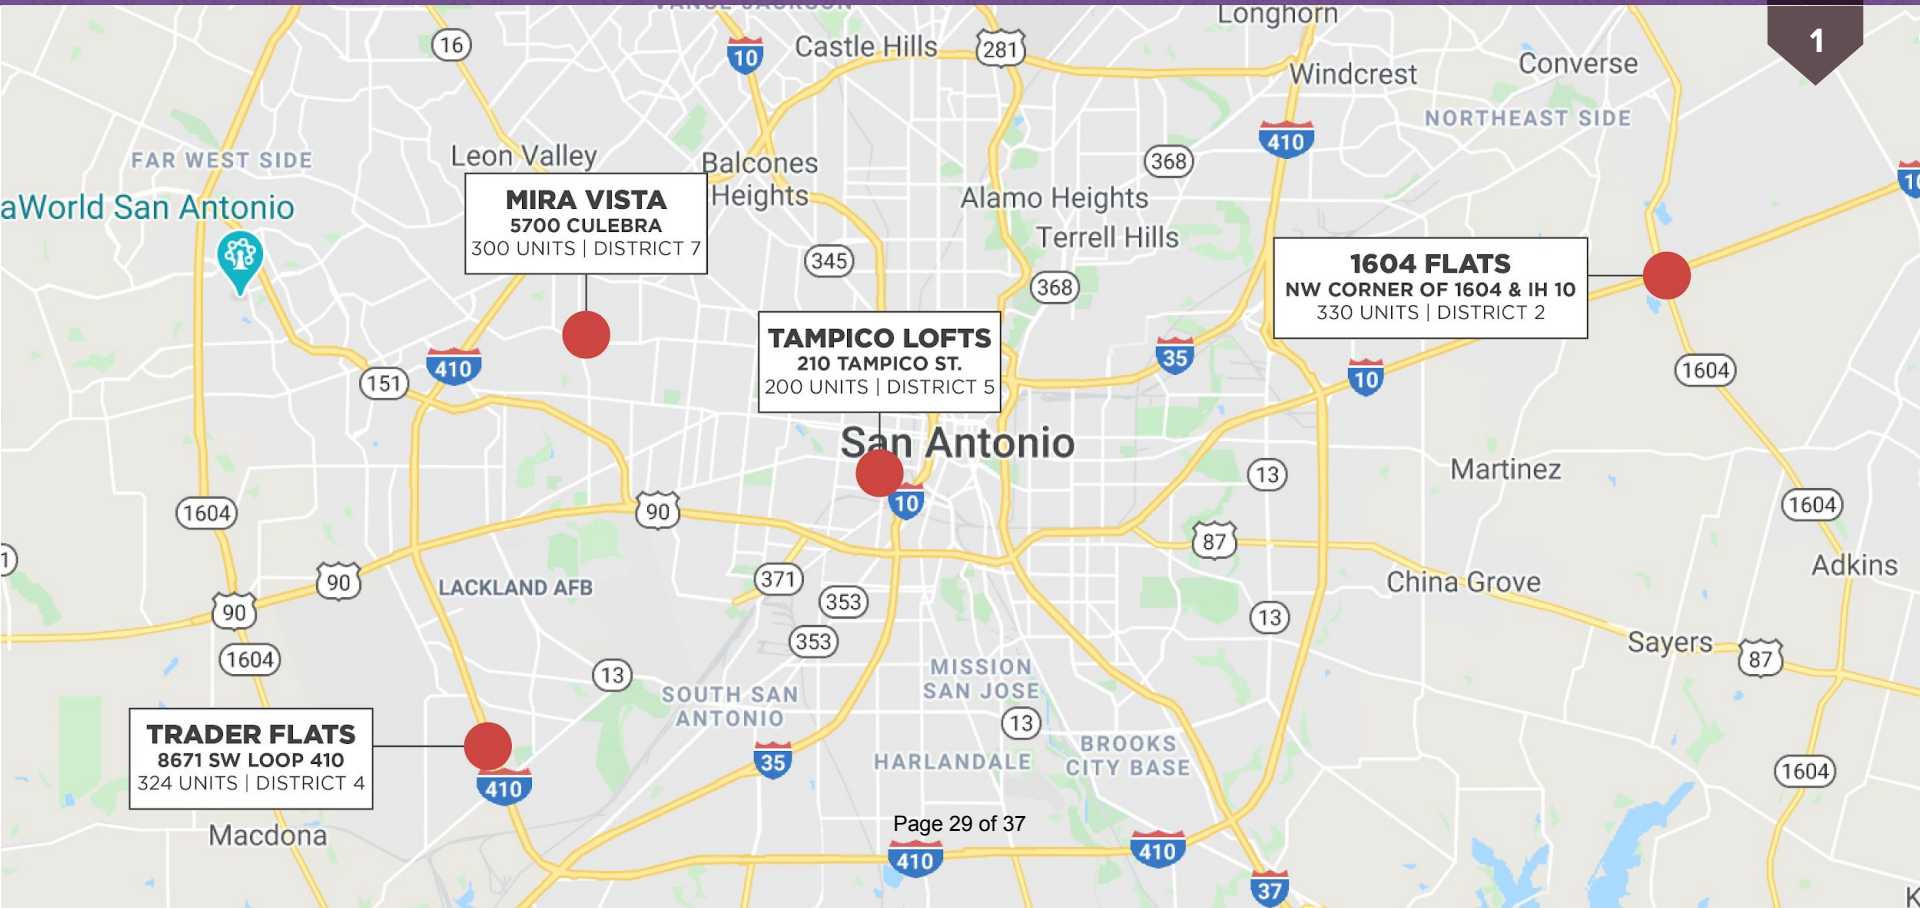 VANCE JACKSON
Longhorn
1
16
10
Castle Hills
281
Windcrest
Converse
NORTHEAST SIDE
410
FAR WEST SIDE
Leon Valley
Balcones
Heights
368
10
aWorld San Antonio
MIRA VISTA
5700 CULEBRA
300 UNITS | DISTRICT 7
Alamo Heights
Terrell Hills
345
368
1604 FLATS
NW CORNER OF 1604 & IH 10
330 UNITS | DISTRICT 2
TAMPICO LOFTS
210 TAMPICO ST.
200 UNITS | DISTRICT 5
410
151
35
10
1604
San Antonio
10
13
Martinez
1604
90
1604
87
1
90
LACKLAND AFB
371
353
China Grove
Adkins
90
13
353
1604
Sayers
87
13
SOUTH SAN
ANTONIO
MISSION
SAN JOSE
13
TRADER FLATS
8671 SW LOOP 410
324 UNITS | DISTRICT 4
410
35
HARLANDALE
BROOKS
CITY BASE
1604
Macdona
Page 29 of 37
410
410
37
K